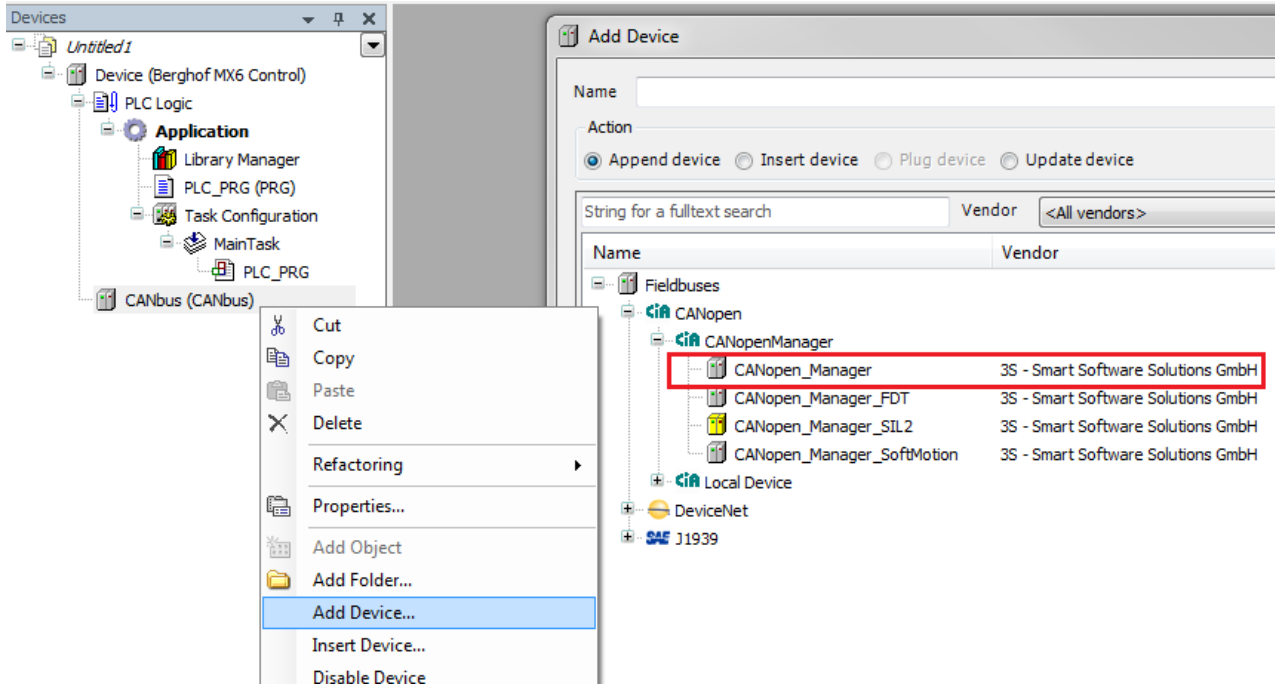 Devices
Untitled1
Device (Berghof MX6 Control)
PLC Logic
Application
Library Manager
PLC_PRG (PRG)
Task Configuration
MainTask
PLC_PRG
CANbus (CANbus)
Cut
Copy
Paste
Delete
Refactoring
Properties...
Add Object
Add Folder...
Add Device...
Insert Device...
Disable Device
Add Device
Name
Action
Append device Insert device Plug device Update device
String for a fulltext search Vendor <All vendors>
Name Vendor
Fieldbuses
CiA CANopen
CiA CANopenManager
CANopen_Manager 3S - Smart Software Solutions GmbH
CANopen_Manager_FDT 3S - Smart Software Solutions GmbH
CANopen_Manager_SIL2 3S - Smart Software Solutions GmbH
CANopen_Manager_SoftMotion 3S - Smart Software Solutions GmbH
CiA Local Device
DeviceNet
SAE J1939